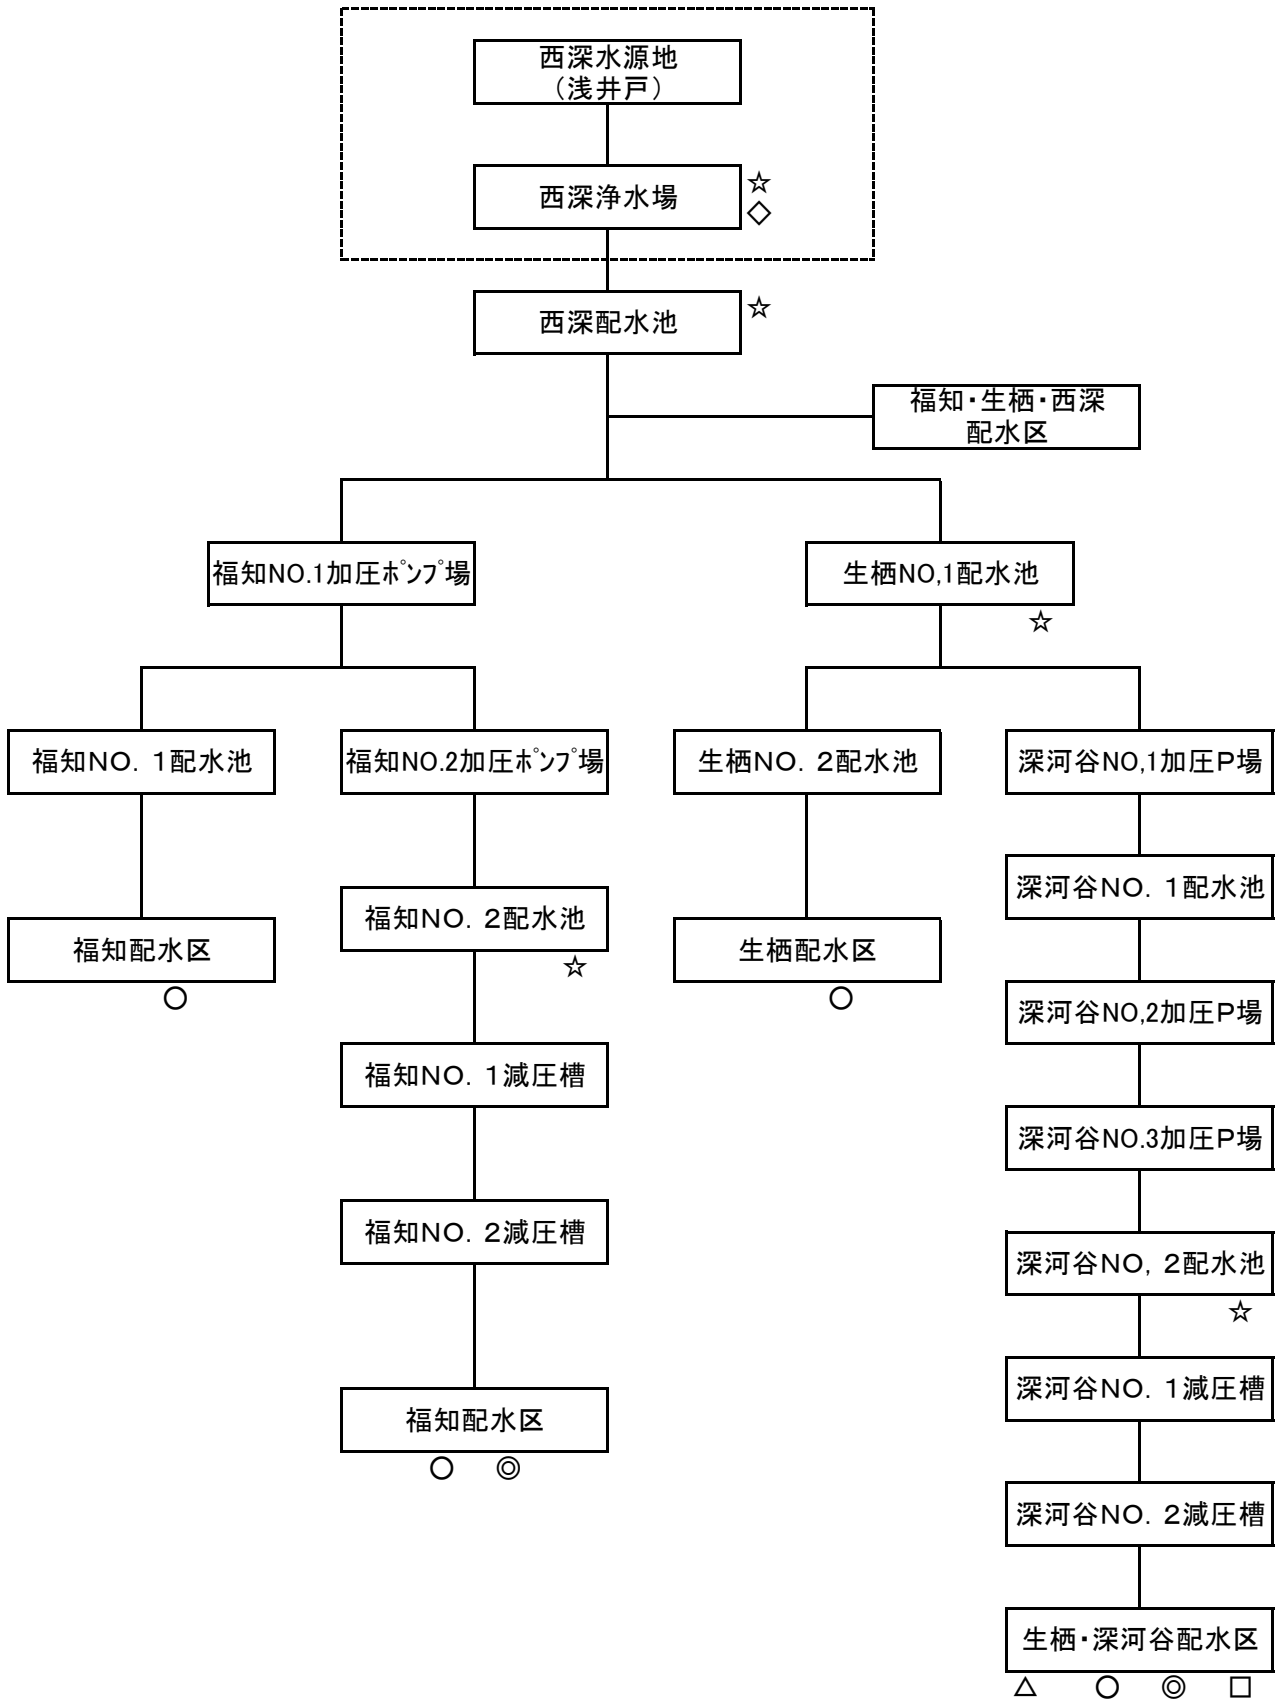 西深水源地
（浅井戸）
西深浄水場
☆
◇
西深配水池
☆
福知・生栖・西深
配水区
福知NO.1加圧ﾎﾟﾝﾌﾟ場
生栖NO,1配水池
☆
福知NO．１配水池
福知NO.2加圧ﾎﾟﾝﾌﾟ場
生栖NO．２配水池
深河谷NO,1加圧P場
深河谷NO．１配水池
福知NO．２配水池
☆
福知配水区
○
生栖配水区
○
深河谷NO,2加圧P場
福知NO．１減圧槽
深河谷NO.3加圧P場
福知NO．２減圧槽
深河谷NO，２配水池
☆
深河谷NO．１減圧槽
福知配水区
○ ◎
深河谷NO．２減圧槽
生栖・深河谷配水区
△ ○ ◎ □